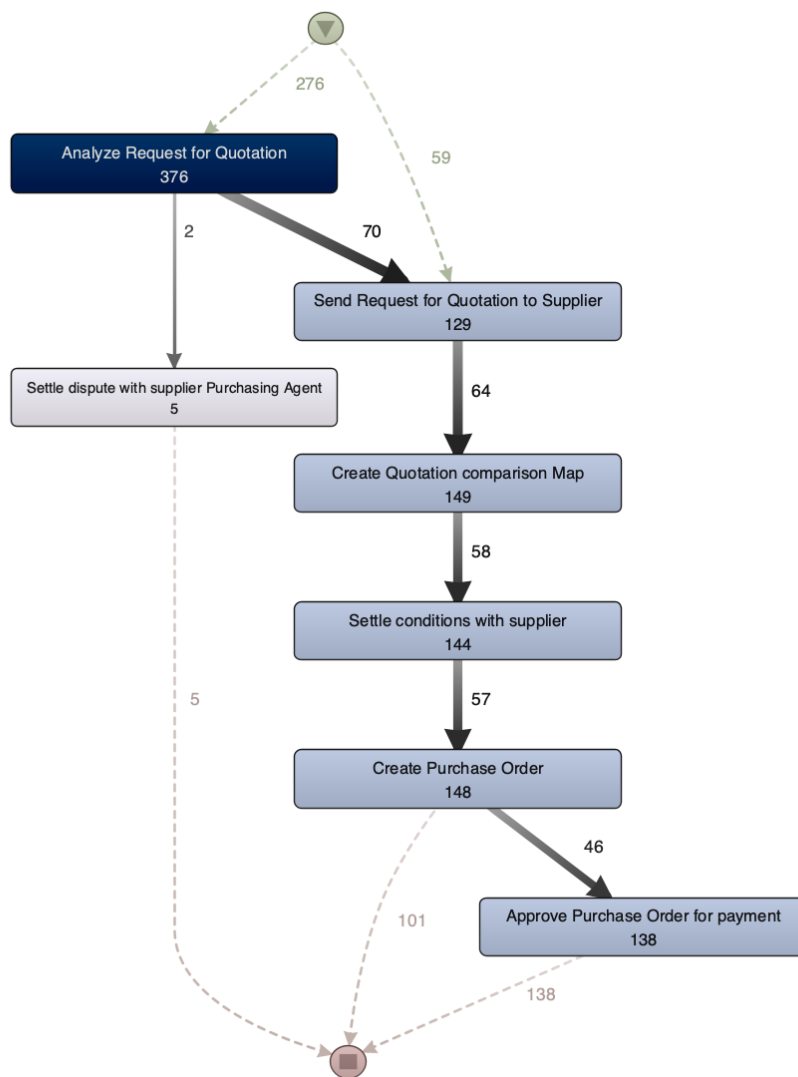 276
Analyze Request for Quotation
376
59
2
70
Send Request for Quotation to Supplier
129
Settle dispute with supplier Purchasing Agent
5
64
Create Quotation comparison Map
149
58
Settle conditions with supplier
144
5
57
Create Purchase Order
148
46
101
Approve Purchase Order for payment
138
138